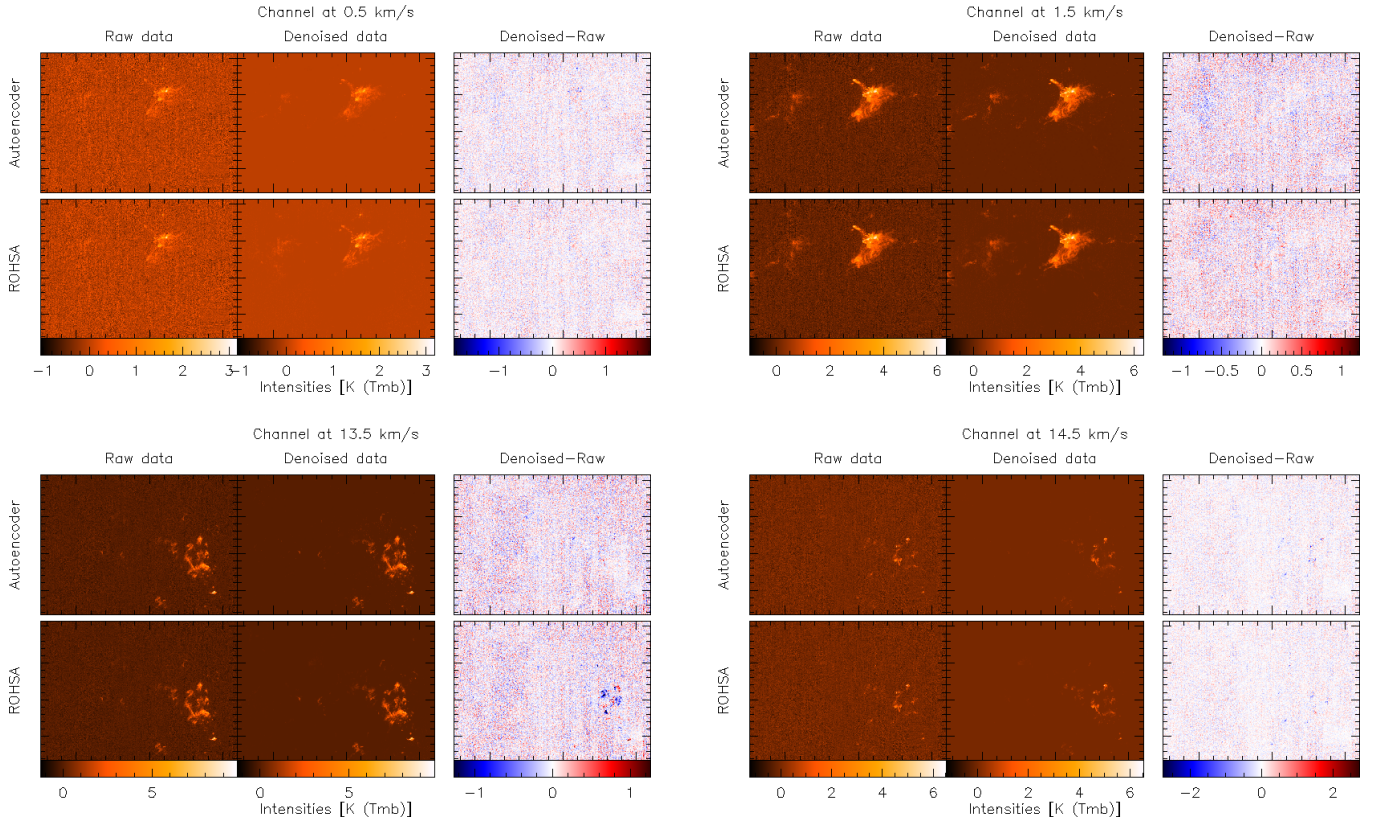 Channel at 0.5 km/s
Raw data Denoised data Denoised−Raw
Autoencoder
ROHSA
−1 0 1 2 3 −1 0 1 2 3 −1 0 1
Intensities [K (Tmb)]
Channel at 1.5 km/s
Raw data Denoised data Denoised−Raw
Autoencoder
ROHSA
0 2 4 6 0 2 4 6 −1 −0.5 0 0.5 1
Intensities [K (Tmb)]
Channel at 13.5 km/s
Raw data Denoised data Denoised−Raw
Autoencoder
ROHSA
0 5 0 5 −1 0 1
Intensities [K (Tmb)]
Channel at 14.5 km/s
Raw data Denoised data Denoised−Raw
Autoencoder
ROHSA
0 2 4 6 0 2 4 6 −2 0 2
Intensities [K (Tmb)]